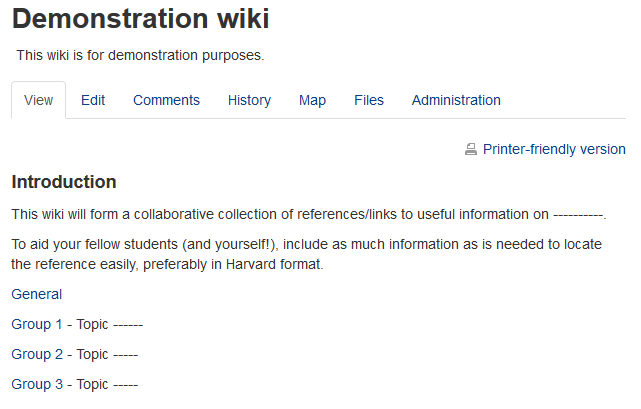 Demonstration wiki
This wiki is for demonstration purposes.
View Edit Comments History Map Files Administration
Printer-friendly version
Introduction
This wiki will form a collaborative collection of references/links to useful information on ----------.
To aid your fellow students (and yourself!), include as much information as is needed to locate
the reference easily, preferably in Harvard format.
General
Group 1 - Topic ------
Group 2 - Topic -----
Group 3 - Topic -----